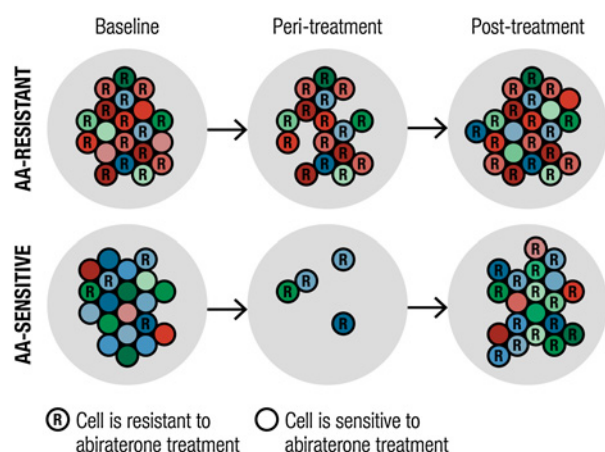 Baseline
Peri-treatment
Post-treatment
AA-RESISTANT
R
R R
R
R
R R R
R R
R R
R R
R R
R
R R
R
R R
R
R
R R R
R R
R R
R R
R R
R
R R
R
R
R R R
R R
R
R R
R R
R
AA-SENSITIVE
R
R
R
R
R
R
R
R
R
R
R
R R
R R
R R
R R R
R R
R R
R
R Cell is resistant to
abiraterone treatment
Cell is sensitive to
abiraterone treatment